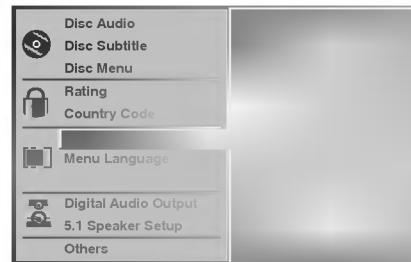 Disc Audio
Disc Subtitle
Disc Menu
Rating
Country Code
Menu Language
Digital Audio Output
5.1 Speaker Setup
Others